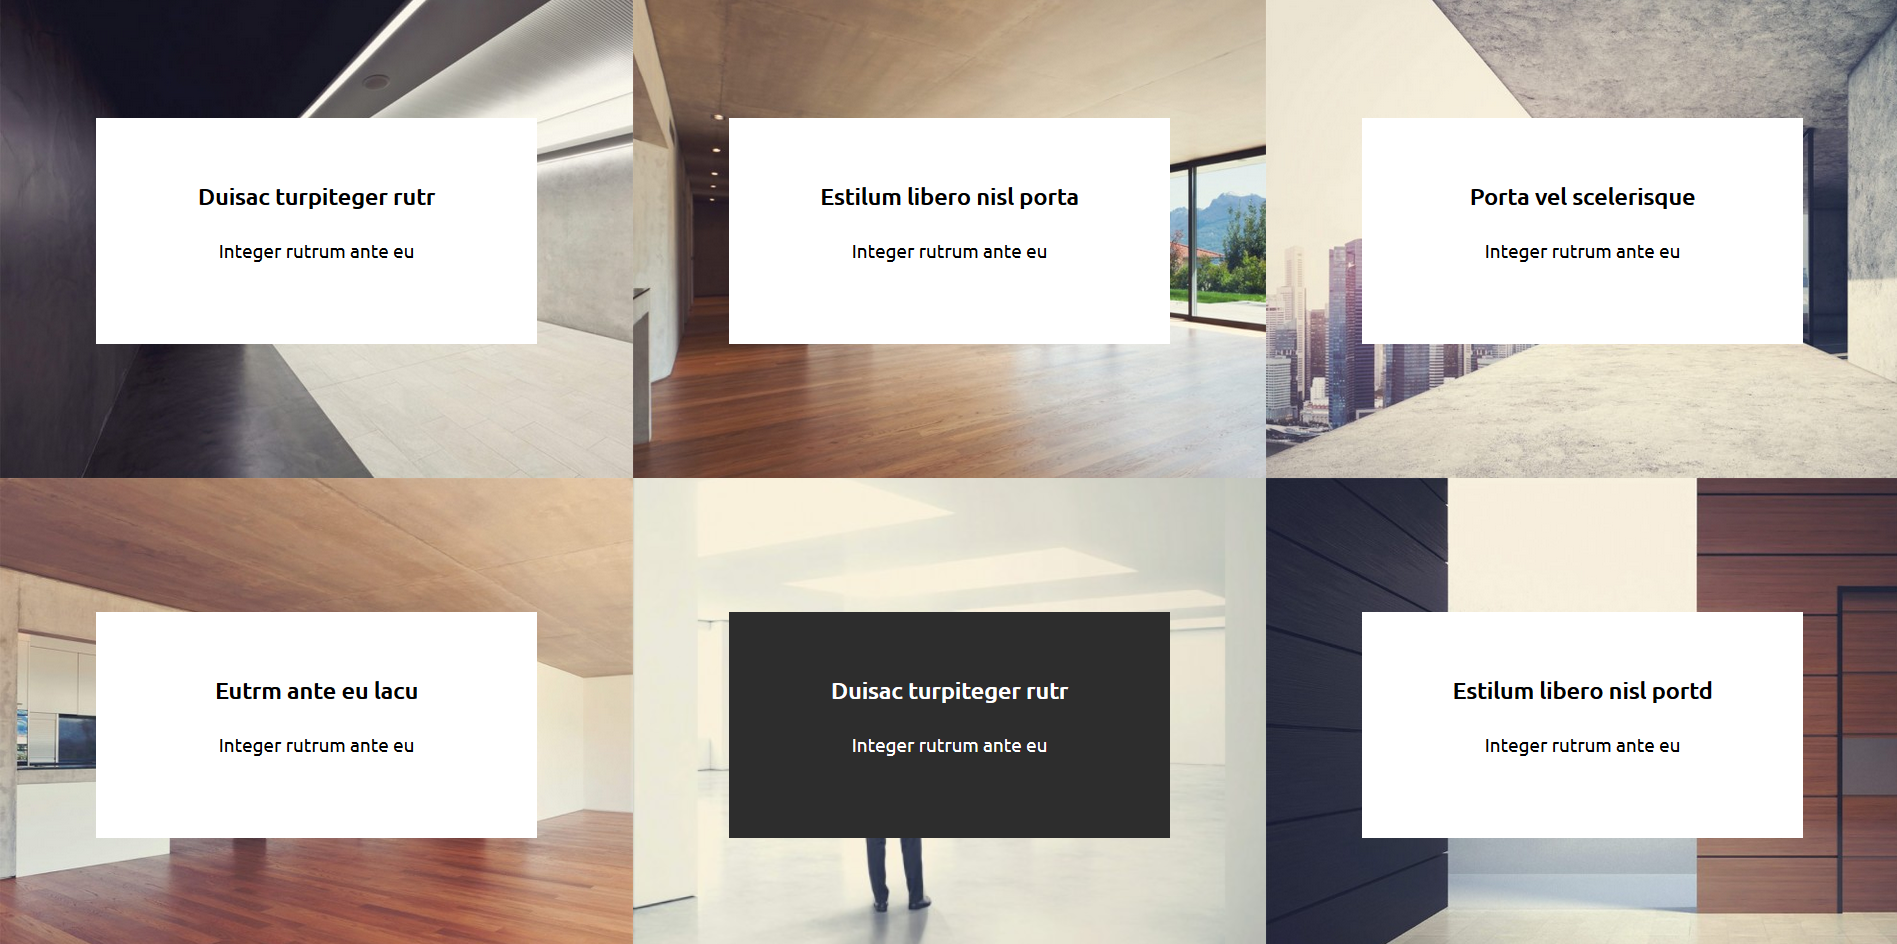 Duisac turpiteger rutr
Integer rutrum ante eu
Estilum libero nisl porta
Integer rutrum ante eu
Porta vel scelerisque
Integer rutrum ante eu
Eutrm ante eu lacu
Integer rutrum ante eu
Duisac turpiteger rutr
Integer rutrum ante eu
Estilum libero nisl portd
Integer rutrum ante eu